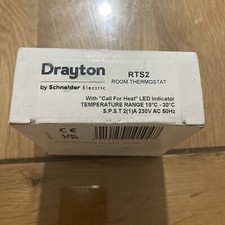 Drayton
by Schneider Electric
RTS2
ROOM THERMOSTAT
With "Call For Heat" LED Indicator
TEMPERATURE RANGE 10°C - 30°C
S.P.S.T 2(1)A 230V AC 50Hz
CE